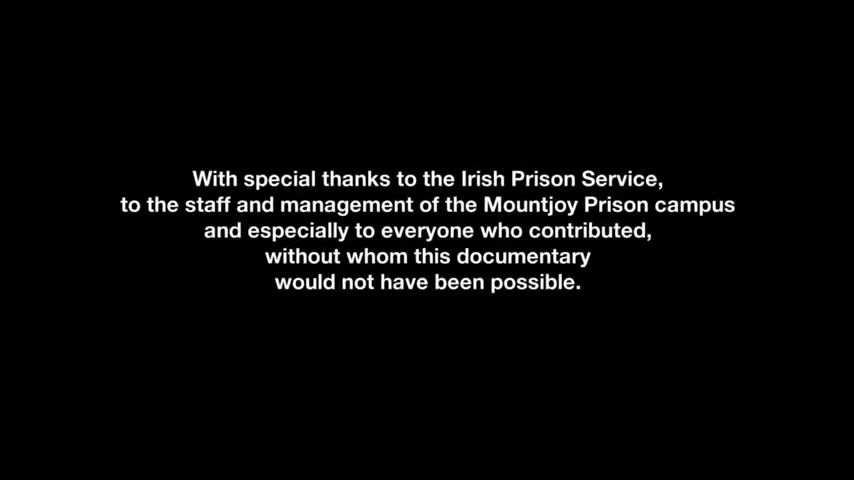 With special thanks to the Irish Prison Service,
to the staff and management of the Mountjoy Prison campus
and especially to everyone who contributed,
without whom this documentary
would not have been possible.